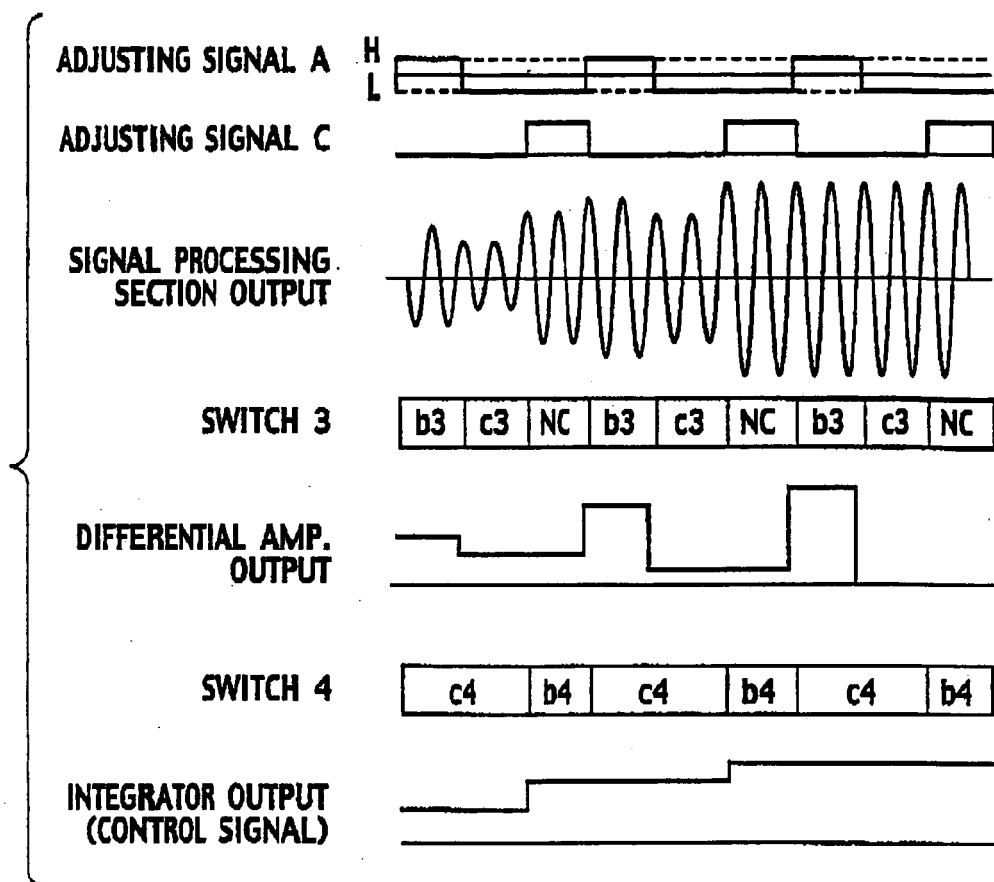 ADJUSTING SIGNAL A
H
L
ADJUSTING SIGNAL C
SIGNAL PROCESSING
SECTION OUTPUT
SWITCH 3
b3 c3 NC b3 c3 NC b3 c3 NC
DIFFERENTIAL AMP.
OUTPUT
SWITCH 4
c4 b4 c4 b4 c4 b4
INTEGRATOR OUTPUT
(CONTROL SIGNAL)